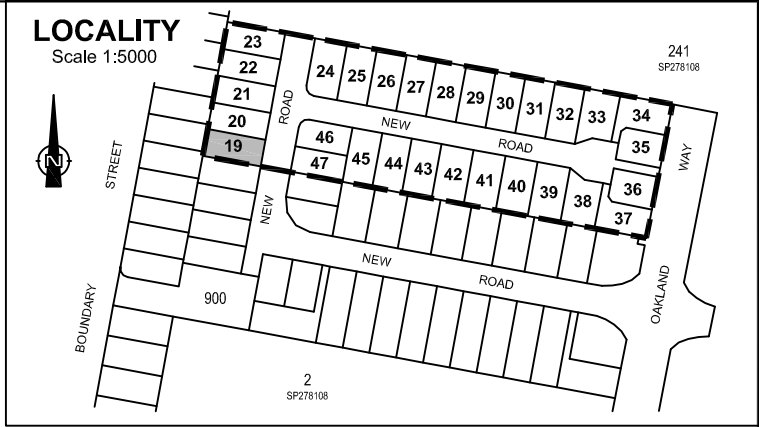 LOCALITY
Scale 1:5000
N
23
22
21
20
19
24
25
26
27
28
29
30
31
32
33
34
35
36
37
38
39
40
41
42
43
44
45
46
47
241
SP278108
NEW ROAD
NEW ROAD
NEW ROAD
STREET
BOUNDARY
OAKLAND WAY
900
2
SP278108